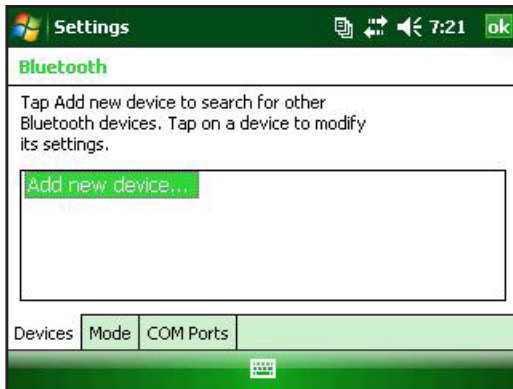 Settings 7:21 ok
Bluetooth
Tap Add new device to search for other
Bluetooth devices. Tap on a device to modify
its settings.
Add new device...
Devices Mode COM Ports